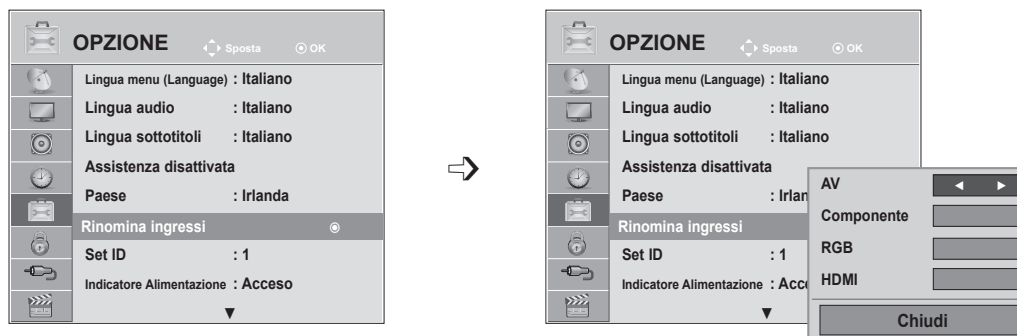 OPZIONE Sposta OK
Lingua menu (Language) : Italiano
Lingua audio : Italiano
Lingua sottotitoli : Italiano
Assistenza disattivata
Paese : Irlanda
Rinomina ingressi
Set ID : 1
Indicatore Alimentazione : Acceso
OPZIONE Sposta OK
Lingua menu (Language) : Italiano
Lingua audio : Italiano
Lingua sottotitoli : Italiano
Assistenza disattivata
Paese : Irlan
Rinomina ingressi
Set ID : 1
Indicatore Alimentazione : Acce
AV
Componente
RGB
HDMI
Chiudi